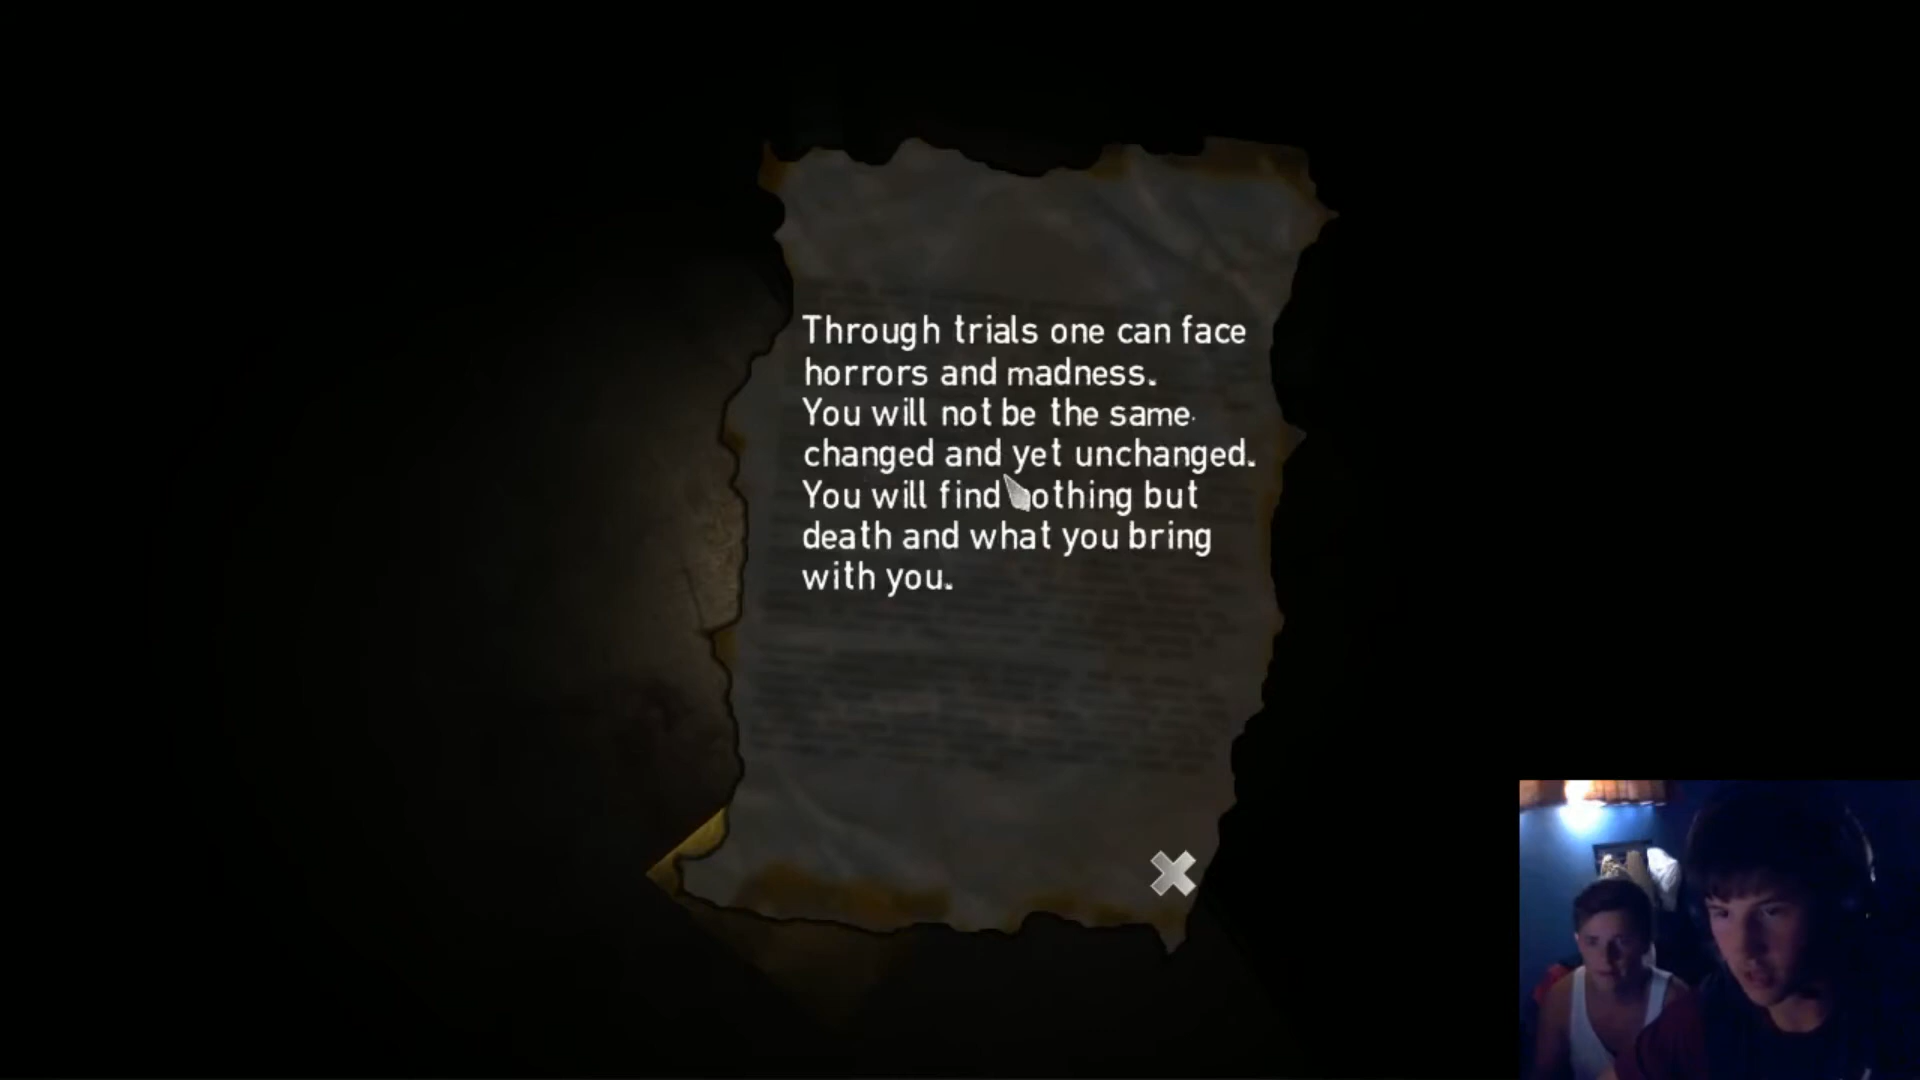 Through trials one can face
horrors and madness.
You will not be the same.
changed and yet unchanged.
You will find nothing but
death and what you bring
with you.